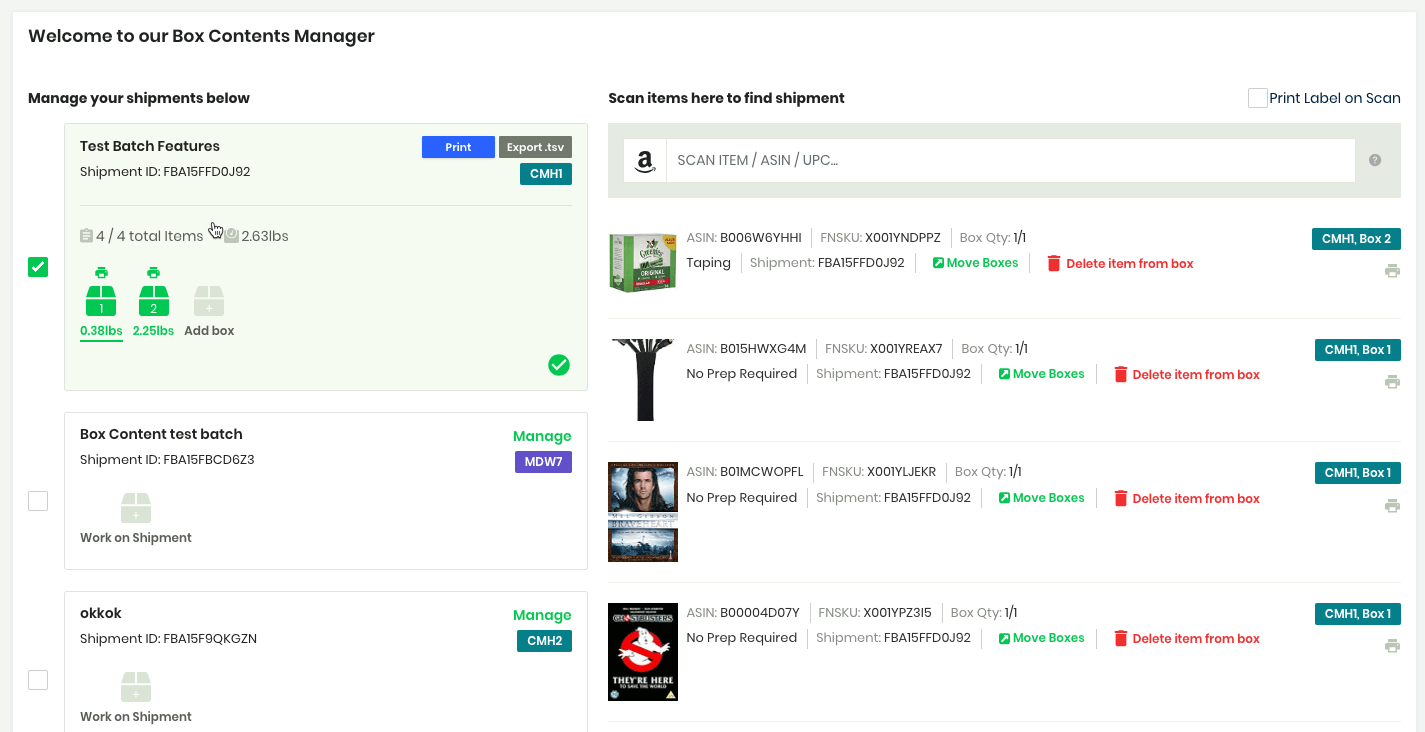 Welcome to our Box Contents Manager
Manage your shipments below
Test Batch Features
Print
Export .tsv
Shipment ID: FBA15FFD0J92
CMH1
4 / 4 total Items
2.63lbs
1
2
+
0.38lbs
2.25lbs
Add box
Box Content test batch
Manage
Shipment ID: FBA15FBCD6Z3
MDW7
+
Work on Shipment
okkok
Manage
Shipment ID: FBA15F9QKGZN
CMH2
+
Work on Shipment
Scan items here to find shipment
Print Label on Scan
a
SCAN ITEM / ASIN / UPC...
?
Greenies
ORIGINAL
REGULAR
ASIN: B006W6YHHI
FNSKU: X001YNDPPZ
Box Qty: 1/1
CMH1, Box 2
Taping
Shipment: FBA15FFD0J92
Move Boxes
Delete item from box
ASIN: B015HWXG4M
FNSKU: X001YREAX7
Box Qty: 1/1
CMH1, Box 1
No Prep Required
Shipment: FBA15FFD0J92
Move Boxes
Delete item from box
MEL GIBSON
BRAVEHEART
ASIN: B01MCWOPFL
FNSKU: X001YLJEKR
Box Qty: 1/1
CMH1, Box 1
No Prep Required
Shipment: FBA15FFD0J92
Move Boxes
Delete item from box
GHOSTBUSTERS
THEY'RE HERE
TO SAVE THE WORLD
ASIN: B00004D07Y
FNSKU: X001YPZ3I5
Box Qty: 1/1
CMH1, Box 1
No Prep Required
Shipment: FBA15FFD0J92
Move Boxes
Delete item from box